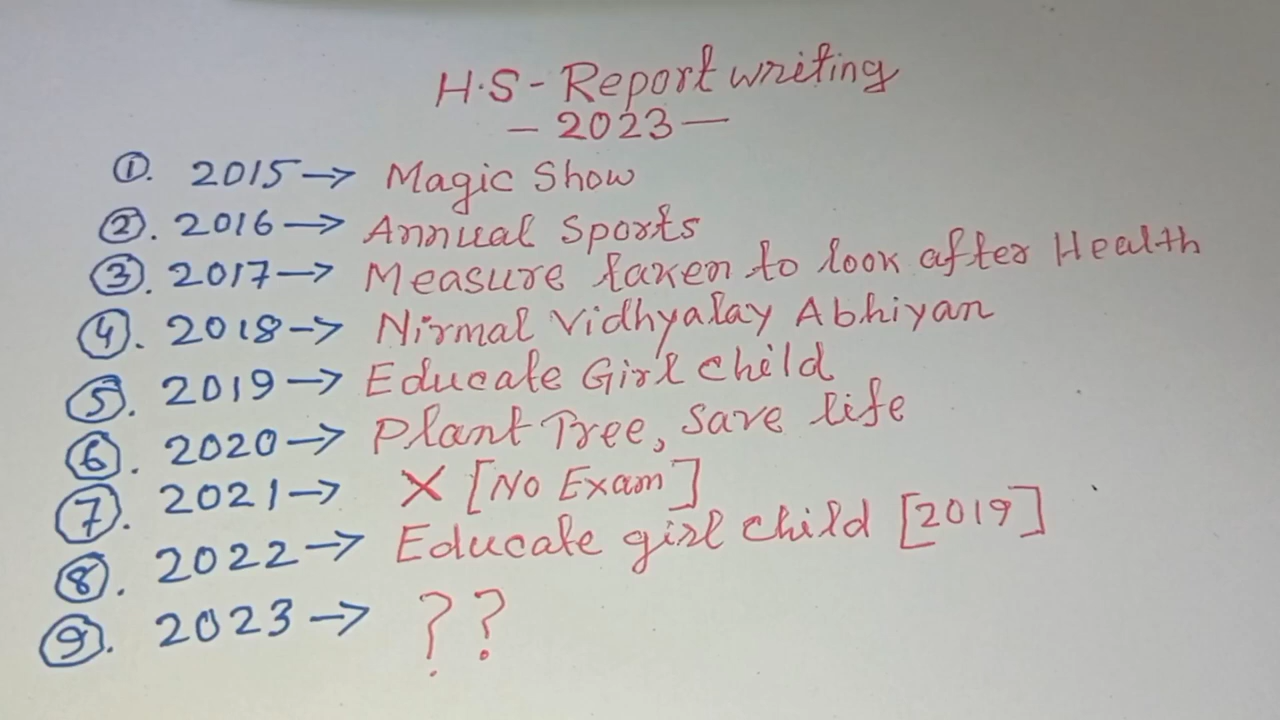 H.S - Report writing
- 2023 -
①. 2015 → Magic Show
②. 2016 → Annual Sports
③. 2017 → Measure taken to look after Health
④. 2018 → Nirmal Vidhyalay Abhiyan
⑤. 2019 → Educate Girl child
⑥. 2020 → Plant Tree, Save life
⑦. 2021 → X [No Exam]
⑧. 2022 → Educate girl child [2019]
⑨. 2023 → ??